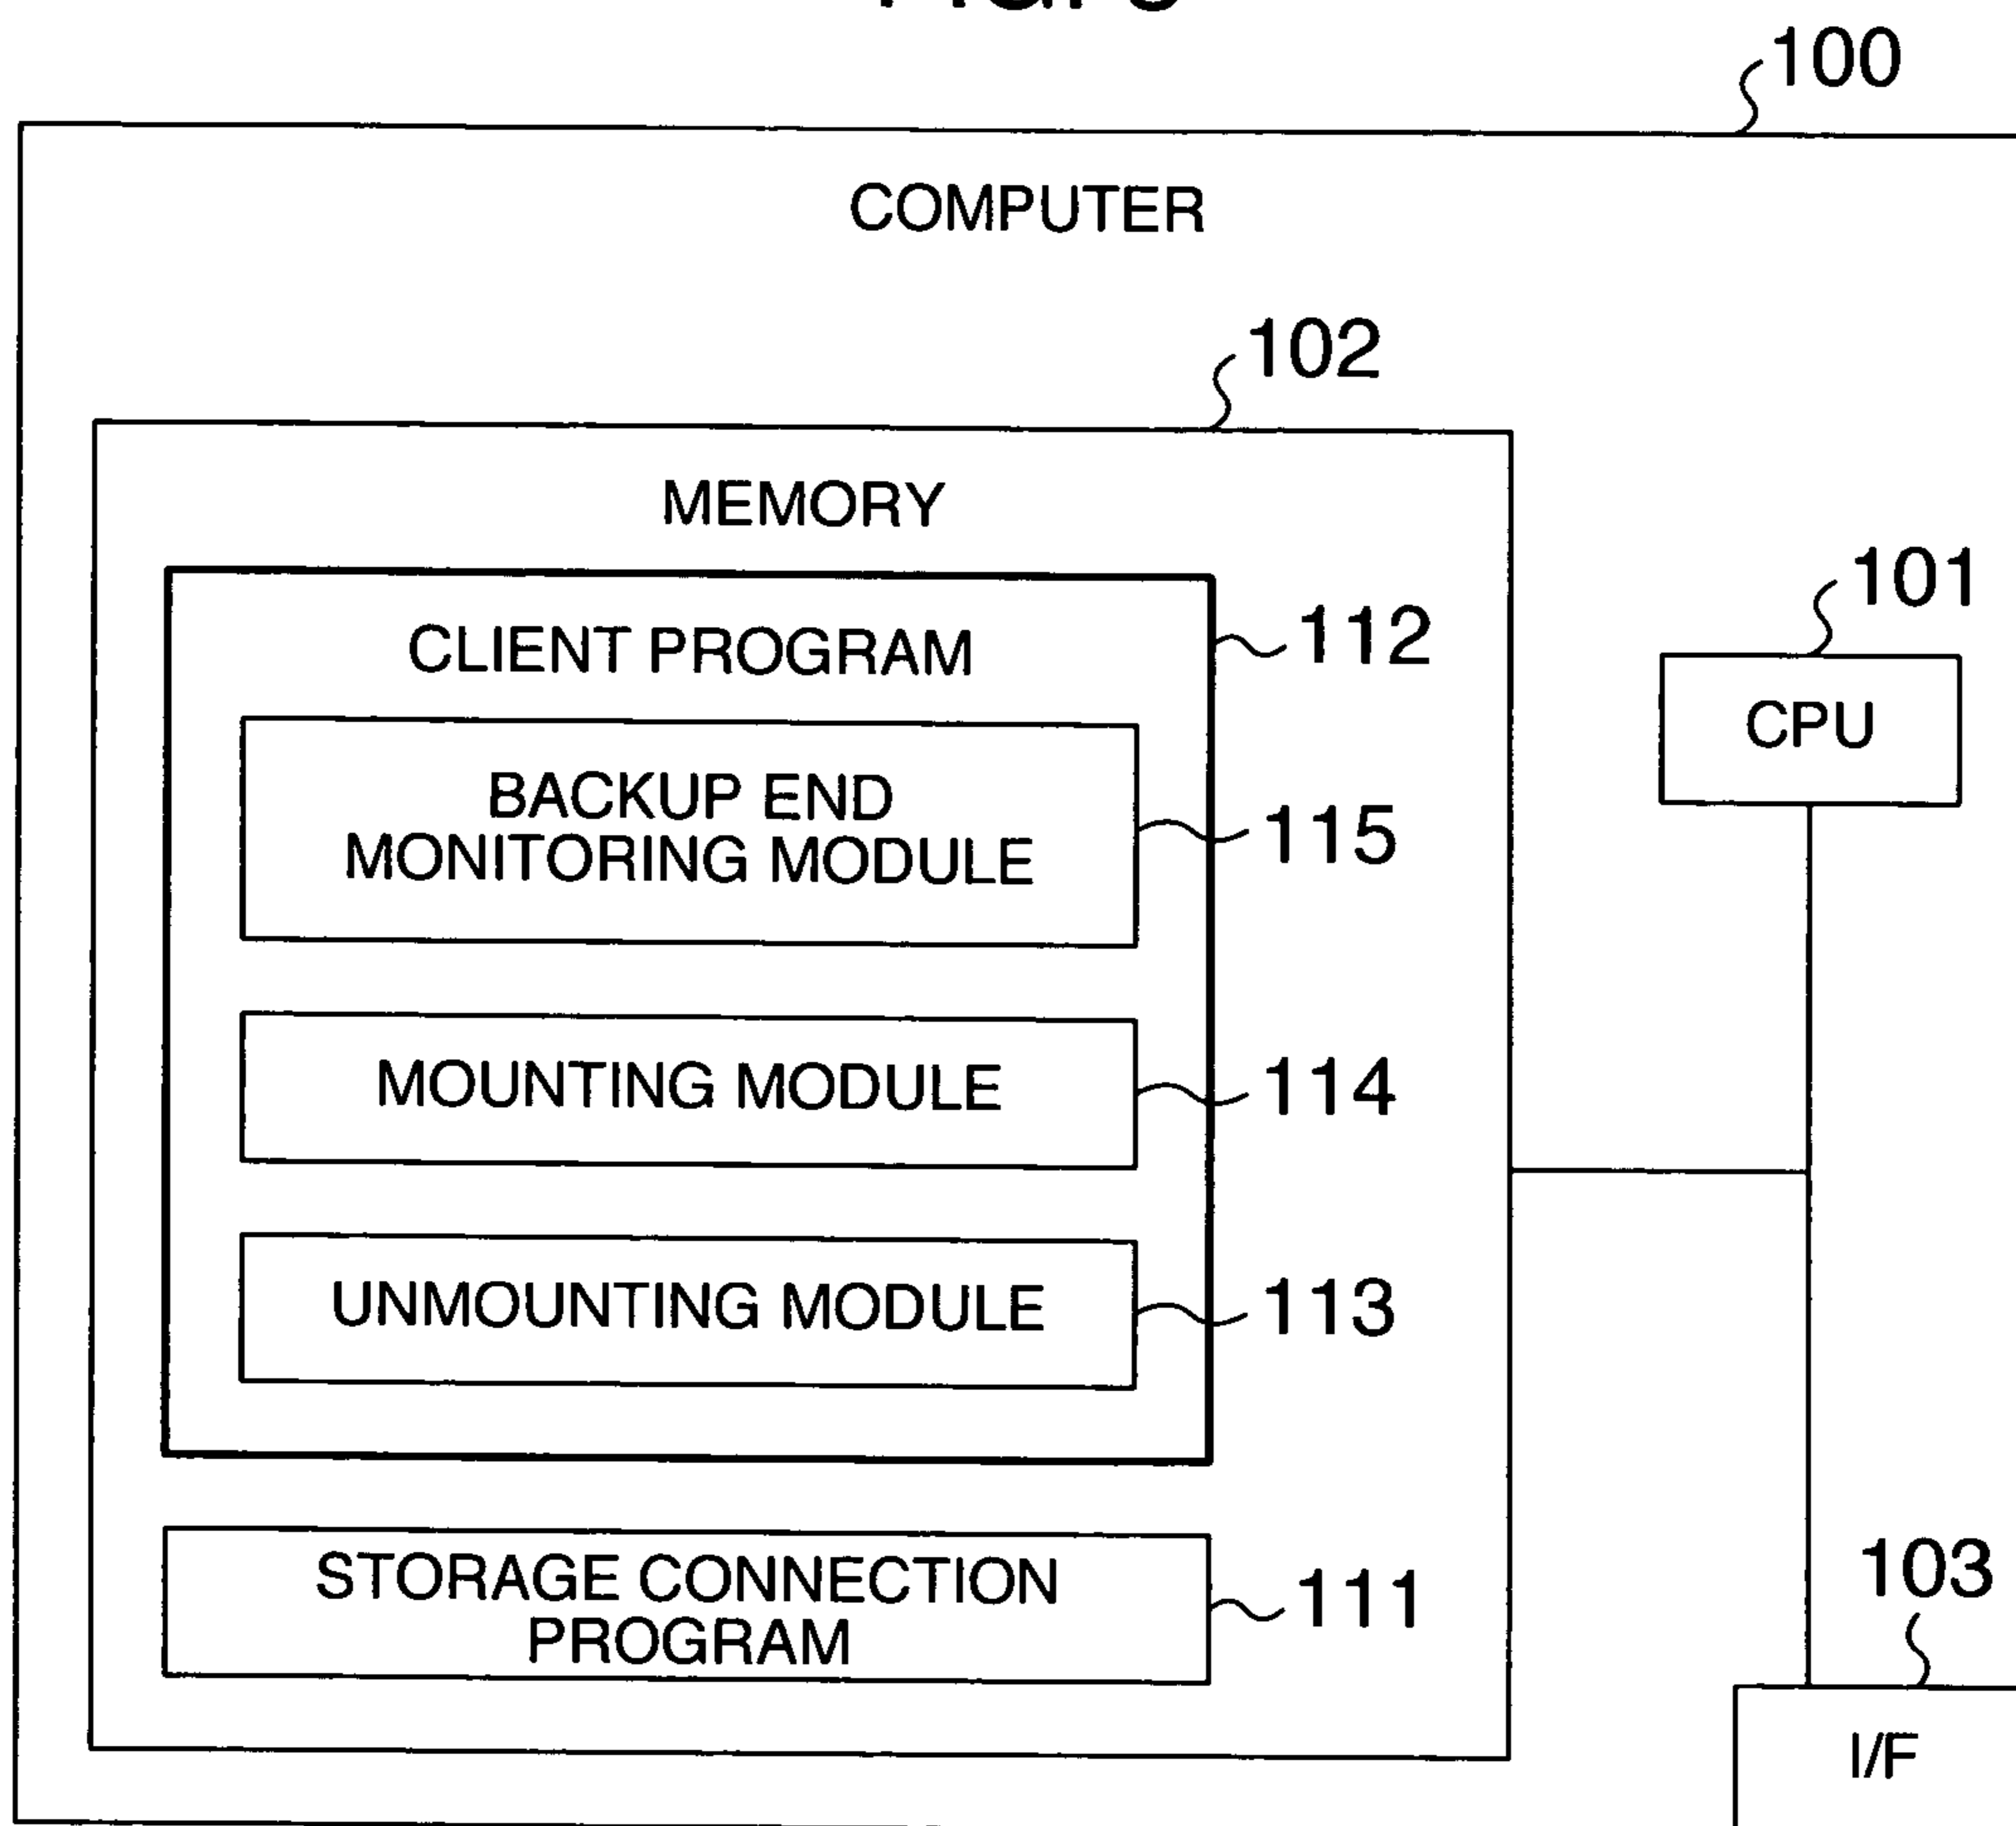 100
COMPUTER
102
MEMORY
101
CLIENT PROGRAM
112
CPU
BACKUP END
MONITORING MODULE
115
MOUNTING MODULE
114
UNMOUNTING MODULE
113
STORAGE CONNECTION
PROGRAM
111
103
I/F